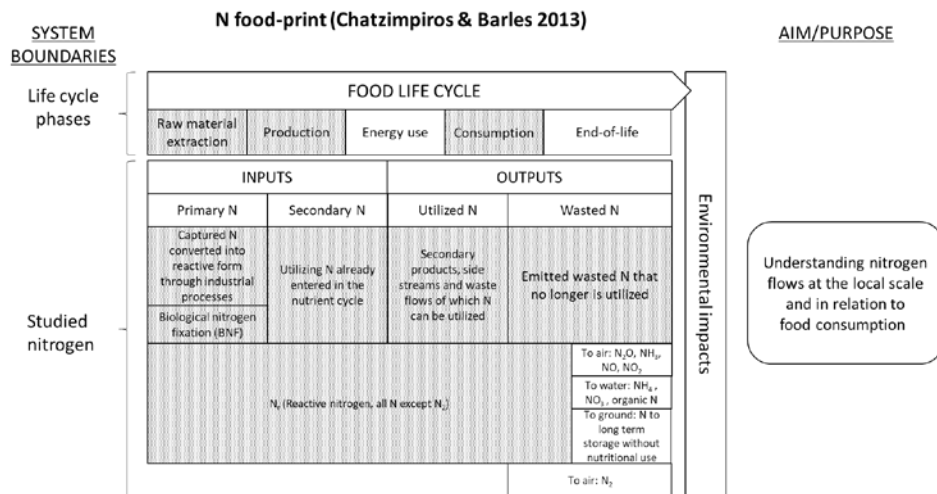 N food-print (Chatzimpiros & Barles 2013)
SYSTEM
BOUNDARIES
AIM/PURPOSE
Life cycle
phases
FOOD LIFE CYCLE
Raw material
extraction
Production
Energy use
Consumption
End-of-life
INPUTS
OUTPUTS
Primary N
Secondary N
Utilized N
Wasted N
Studied
nitrogen
Captured N
converted into
reactive form
through industrial
processes
Biological nitrogen
fixation (BNF)
Utilizing N already
entered in the
nutrient cycle
Secondary
products, side
streams and waste
flows of which N
can be utilized
Emitted wasted N that
no longer is utilized
Nᵣ (Reactive nitrogen, all N except N₂)
To air: N₂O, NH₃,
NO, NO₂
To water: NH₄,
NO₃, organic N
To ground: N to
long term
storage without
nutritional use
To air: N₂
Environmental impacts
Understanding nitrogen
flows at the local scale
and in relation to
food consumption